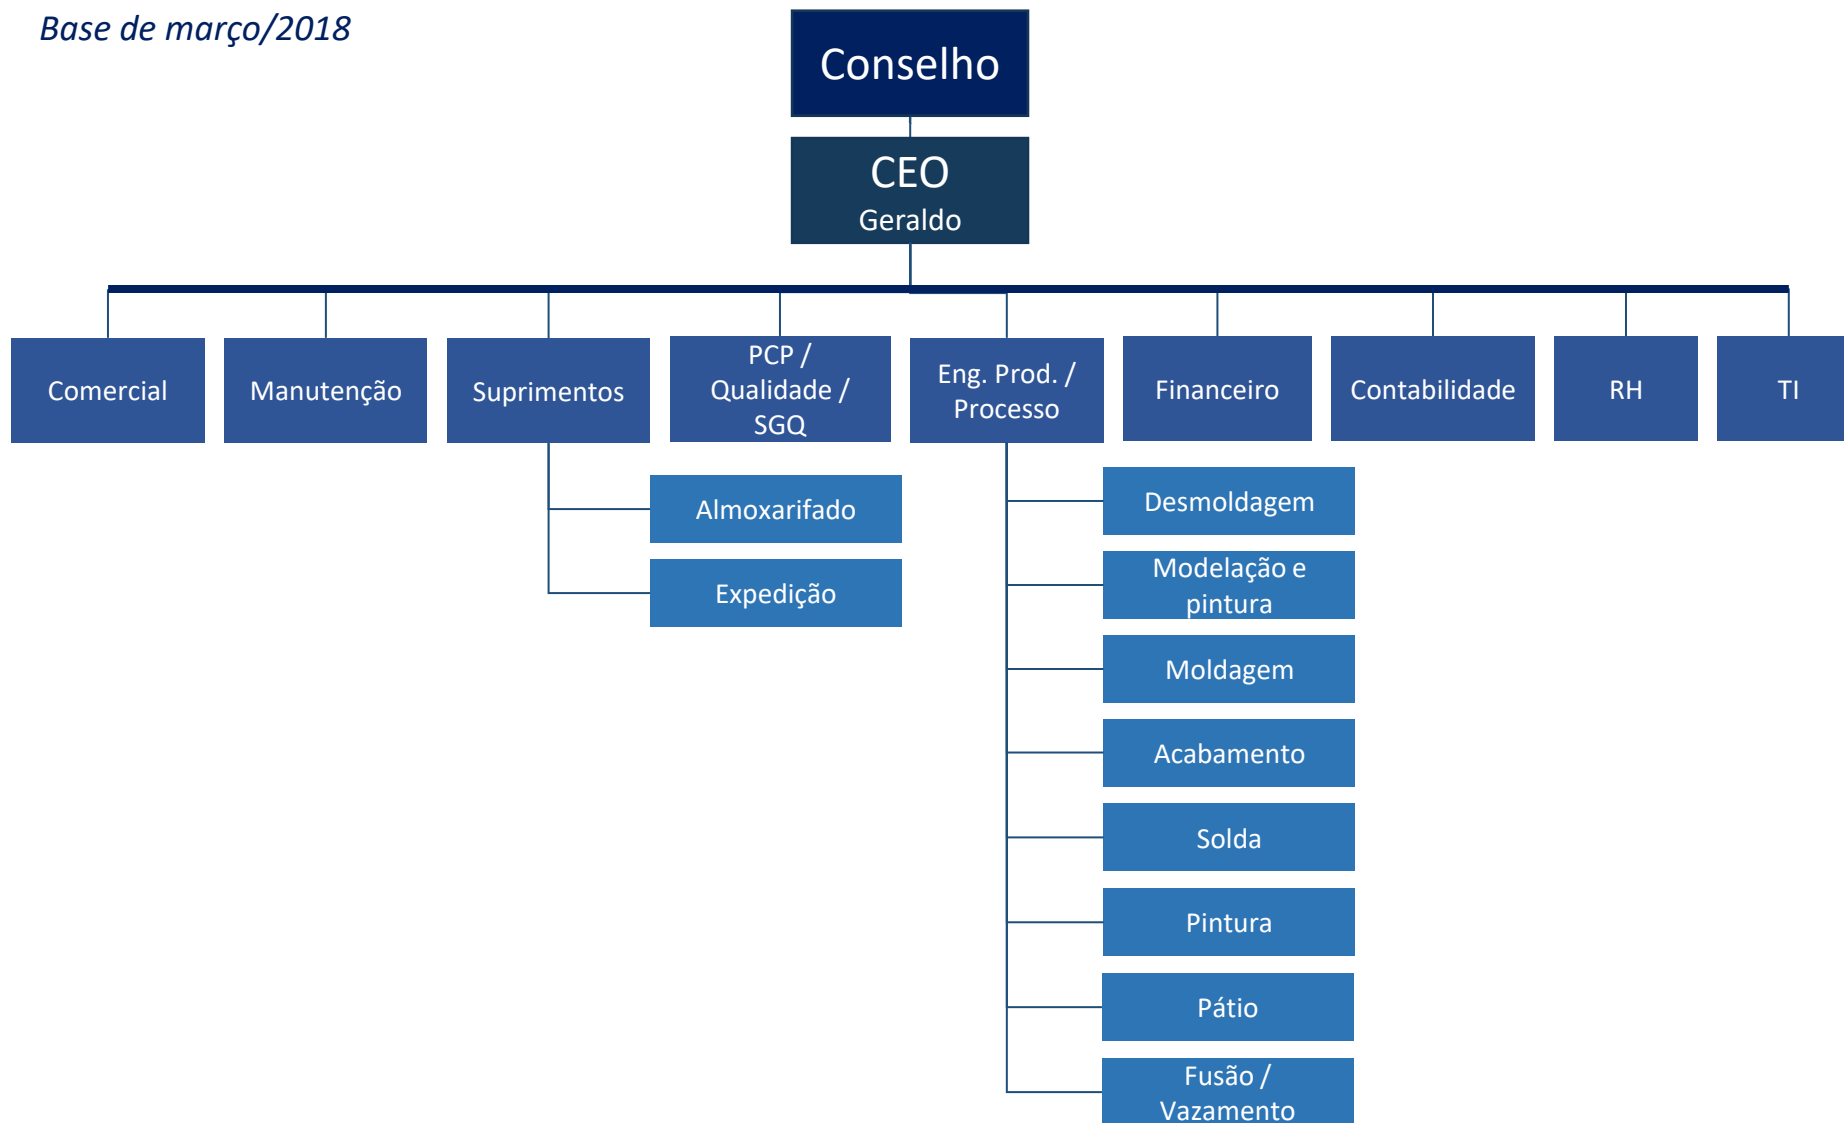 Base de março/2018
Conselho
CEO
Geraldo
Comercial
Manutenção
Suprimentos
PCP /
Qualidade /
SGQ
Eng. Prod. /
Processo
Financeiro
Contabilidade
RH
TI
Almoxarifado
Expedição
Desmoldagem
Modelação e
pintura
Moldagem
Acabamento
Solda
Pintura
Pátio
Fusão /
Vazamento